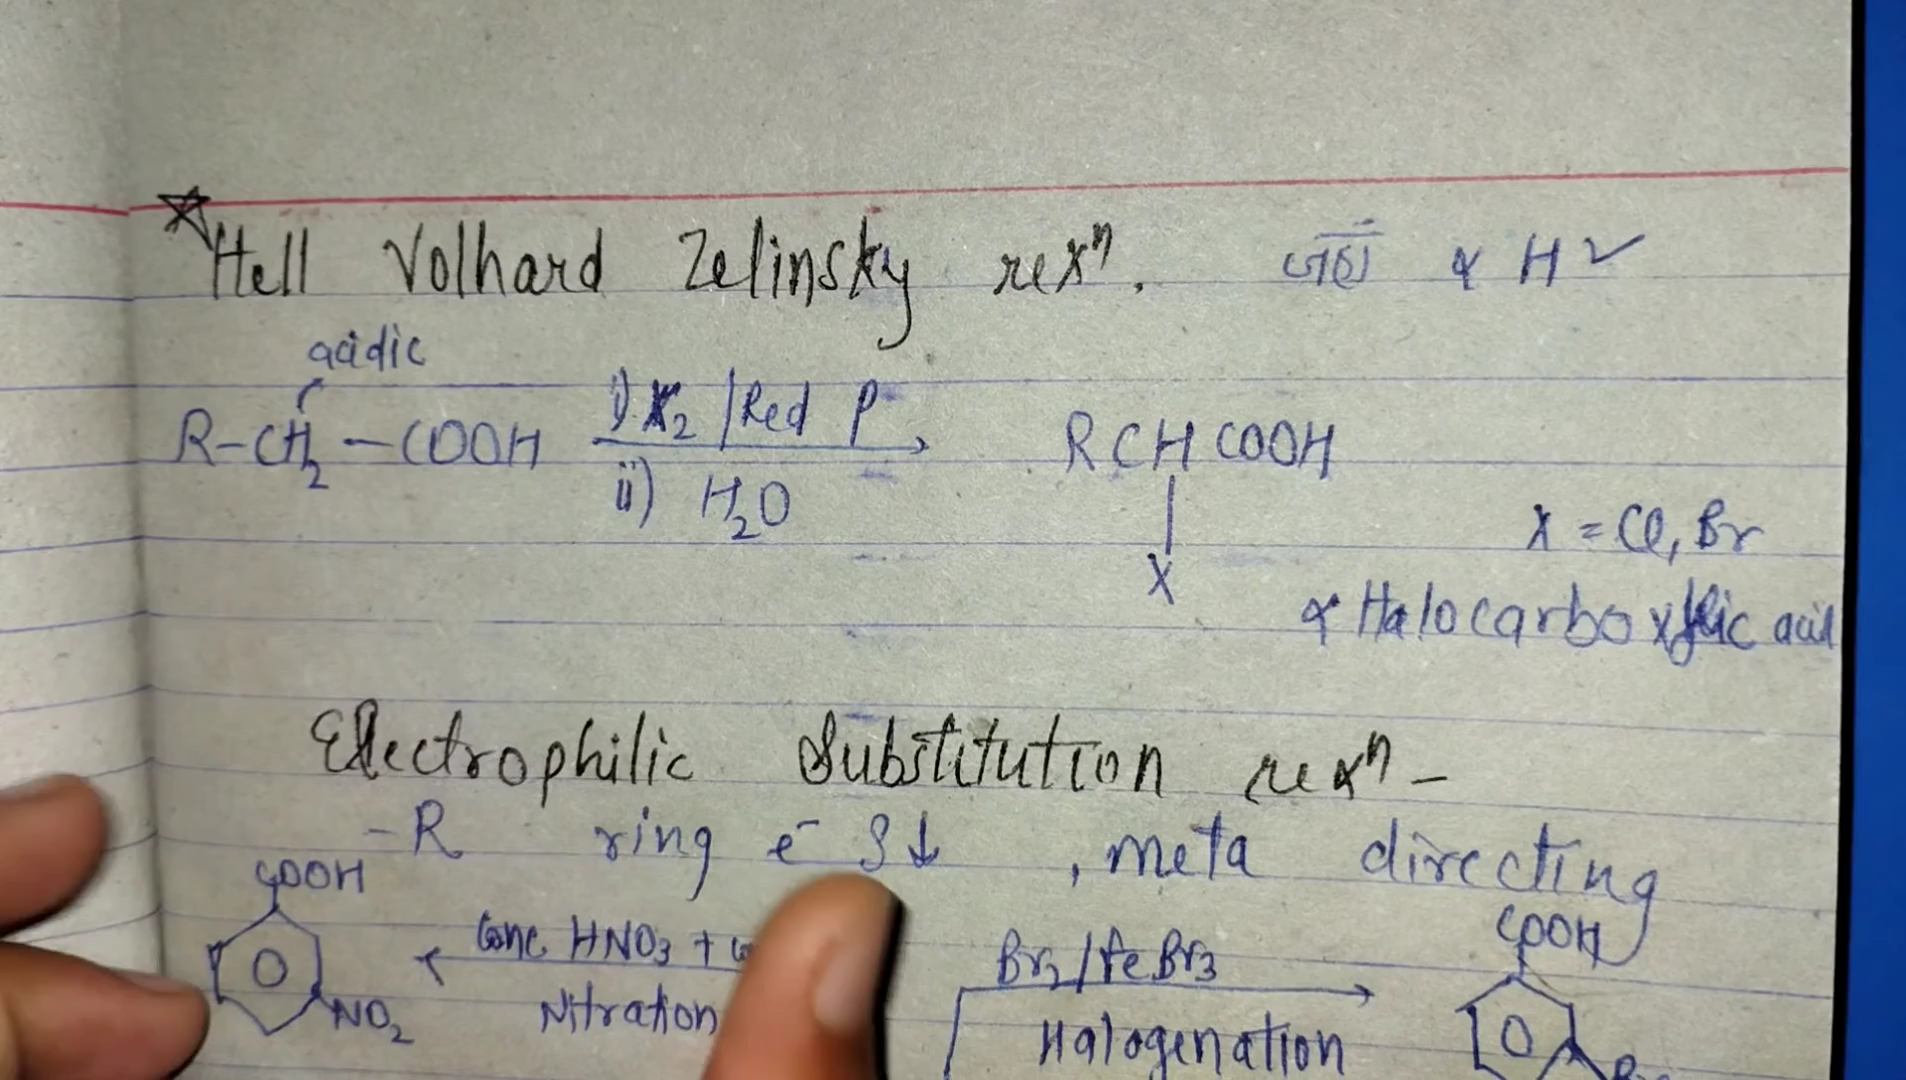 Hell Volhard Zelinsky rexⁿ. जहाँ α H ✓
acidic
R-CH₂-COOH i) X₂/Red P RCHCOOH
ii) H₂O
X
X = Cl, Br
α Halocarboxylic acid
Electrophilic Substitution rexⁿ -
-R ring e⁻ ρ↓, meta directing
COOH COOH
Conc. HNO₃ + Br₂/FeBr₃
NO₂ Nitration Halogenation